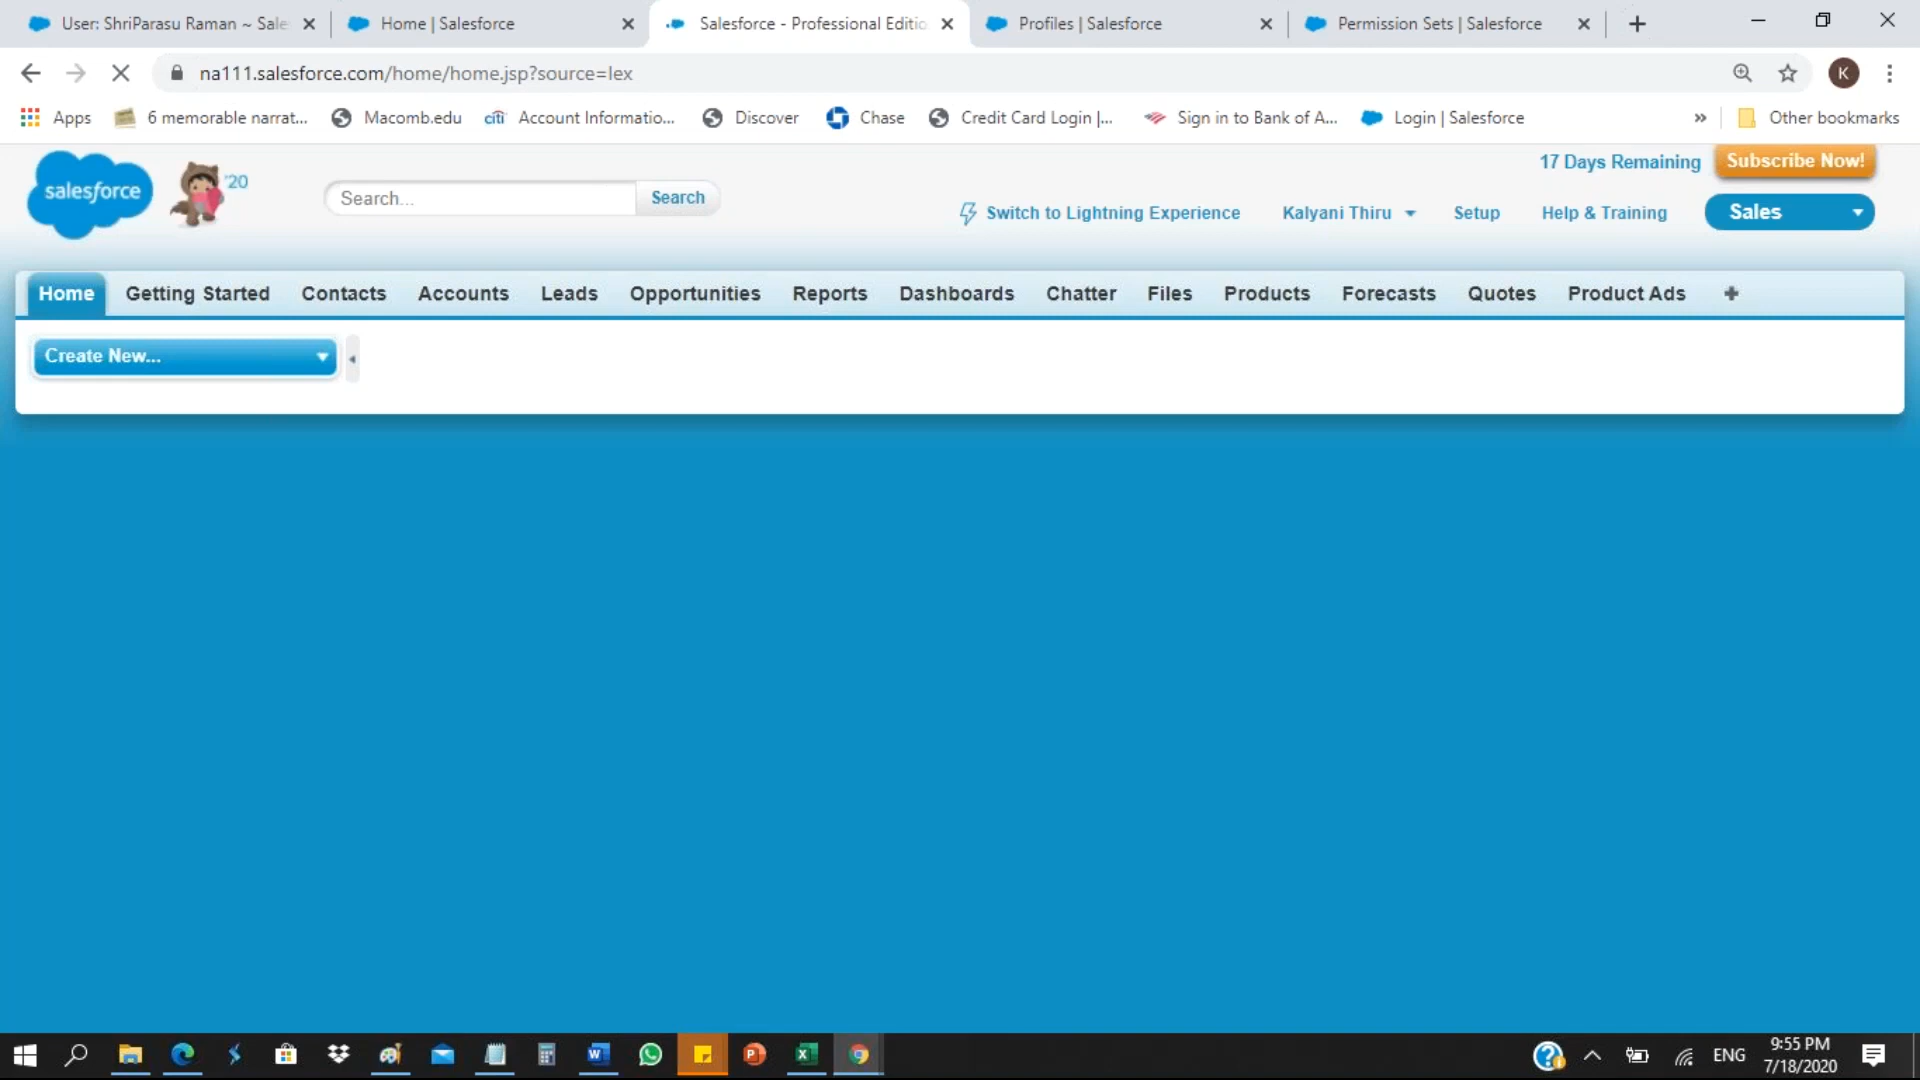 User: ShriParasu Raman ~ Sale
Home | Salesforce
Salesforce - Professional Editio
Profiles | Salesforce
Permission Sets | Salesforce
na111.salesforce.com/home/home.jsp?source=lex
K
Apps
6 memorable narrat...
Macomb.edu
citi
Account Informatio...
Discover
Chase
Credit Card Login |...
Sign in to Bank of A...
Login | Salesforce
»
Other bookmarks
salesforce
'20
Search...
Search
17 Days Remaining
Subscribe Now!
Switch to Lightning Experience
Kalyani Thiru
Setup
Help & Training
Sales
Home
Getting Started
Contacts
Accounts
Leads
Opportunities
Reports
Dashboards
Chatter
Files
Products
Forecasts
Quotes
Product Ads
Create New...
ENG
9:55 PM
7/18/2020